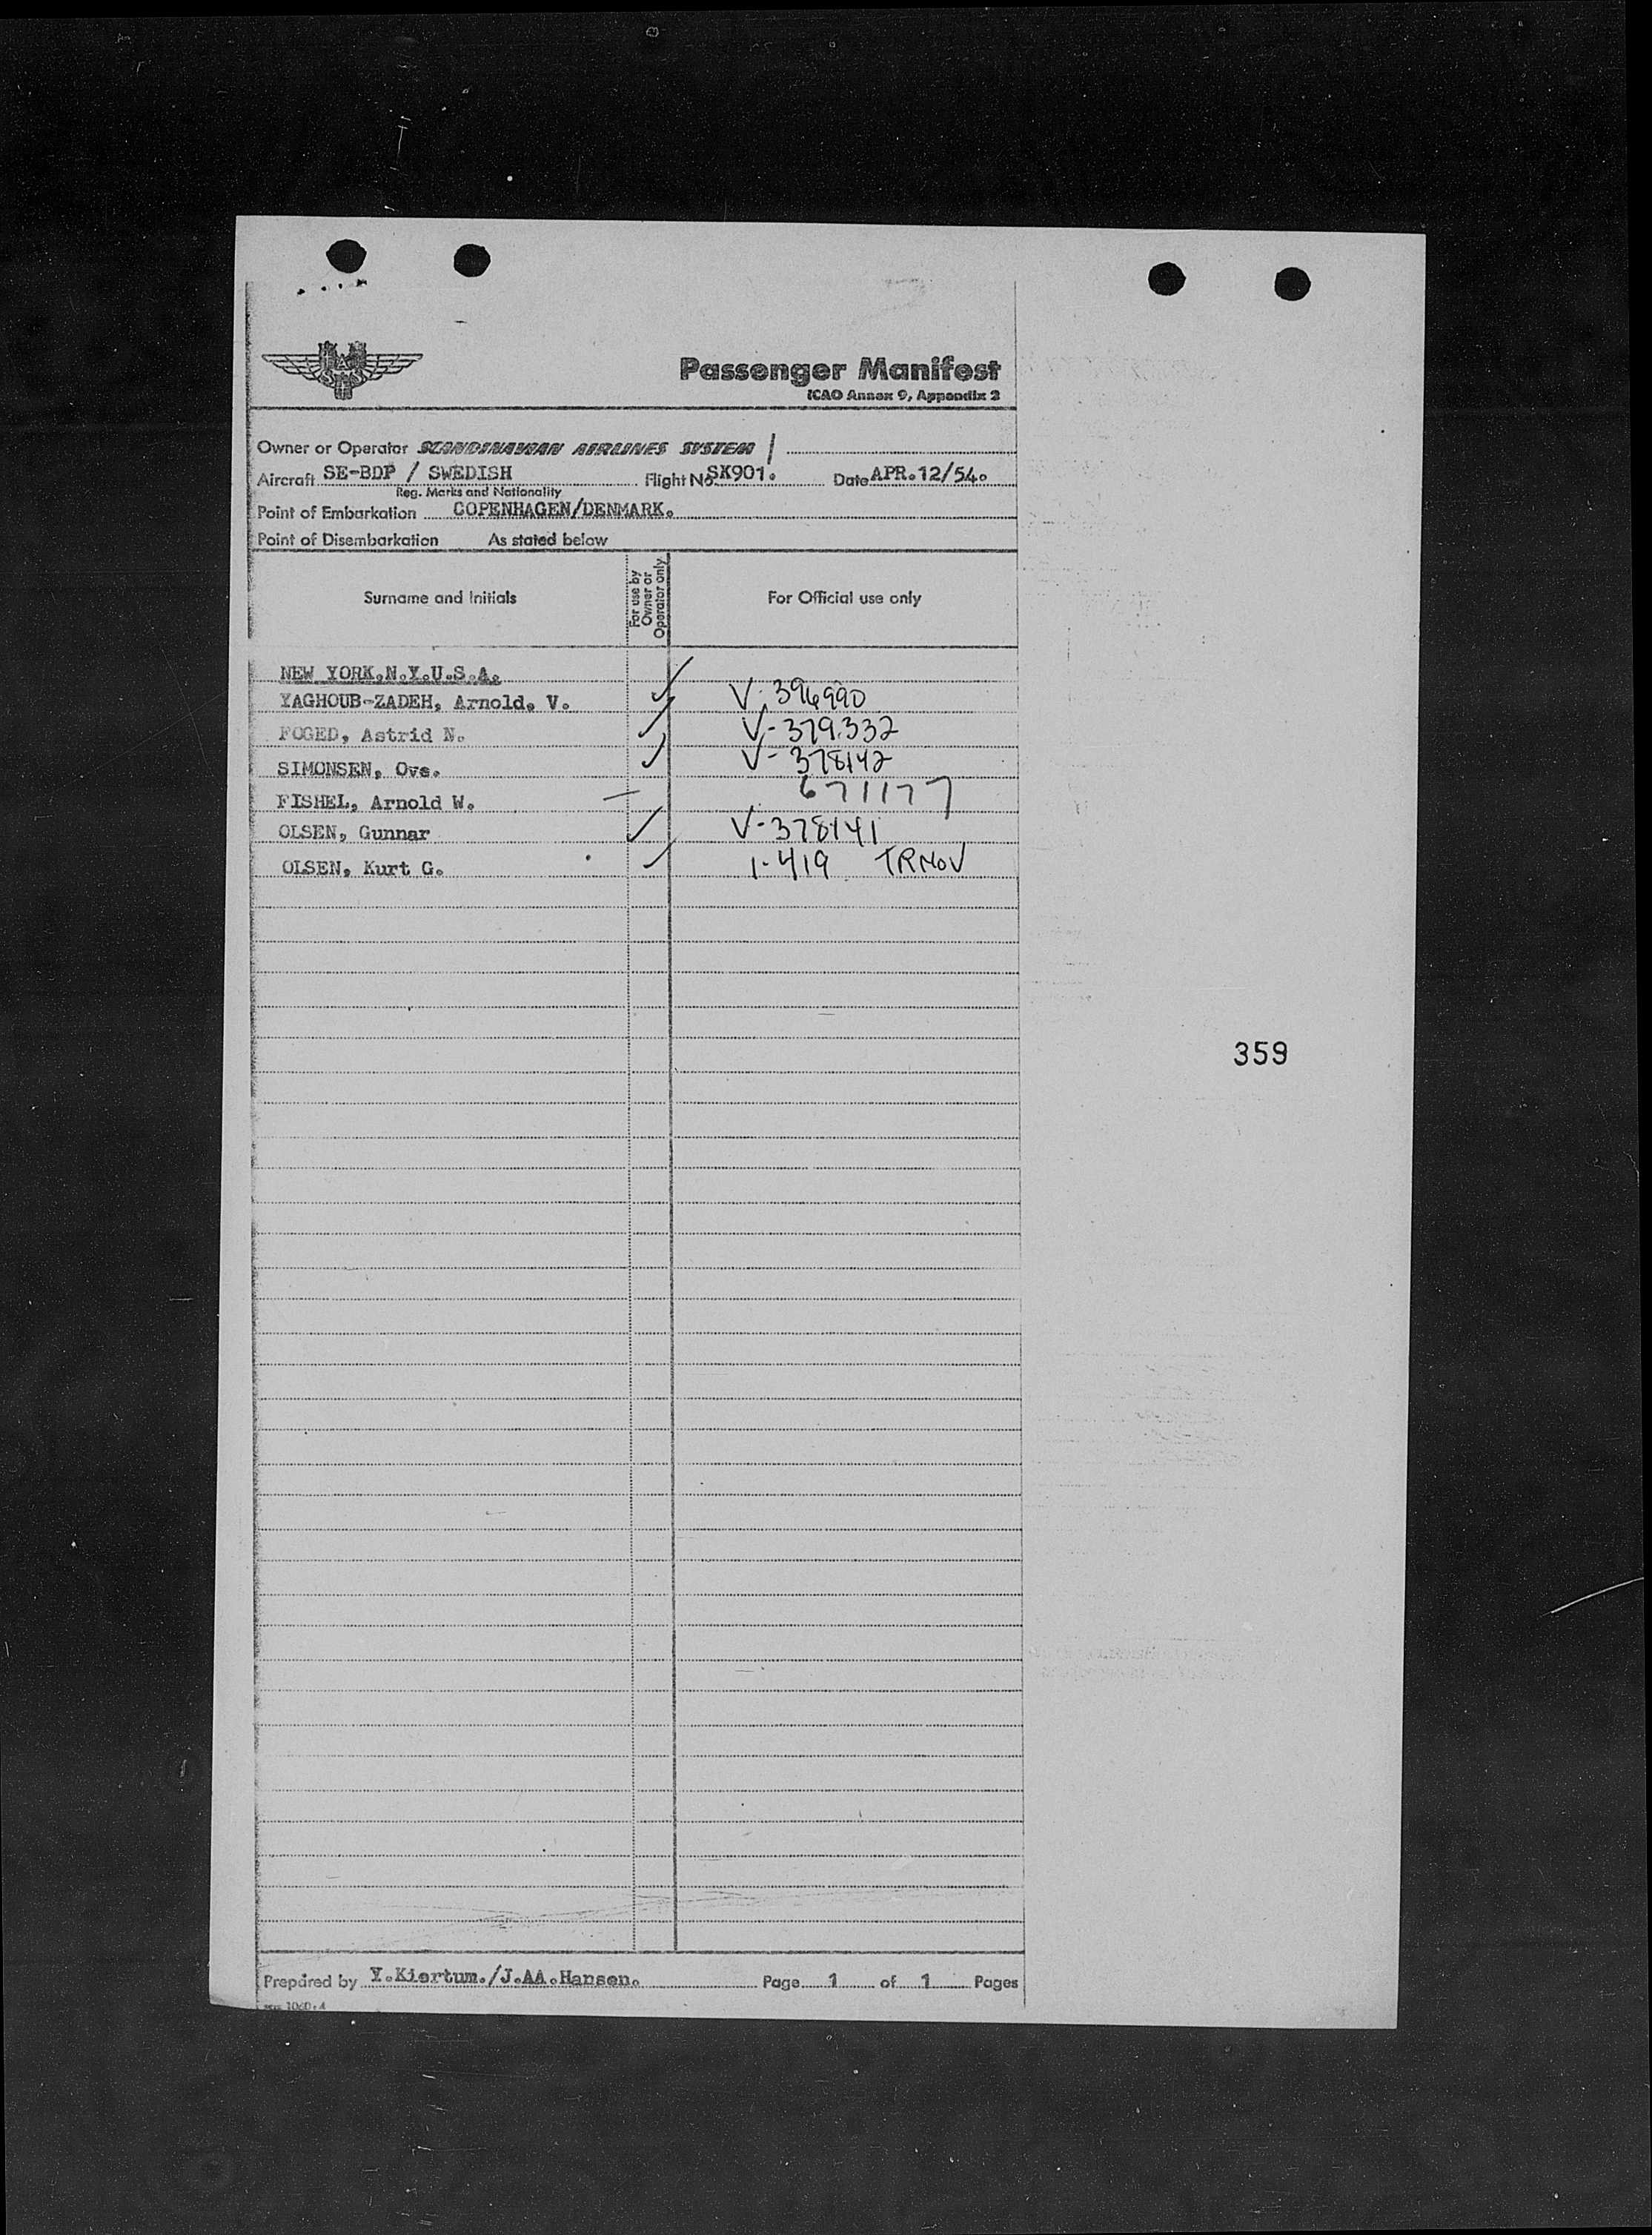 SAS
Passenger Manifest
ICAO Annex 9, Appendix 2
Owner or Operator SCANDINAVIAN AIRLINES SYSTEM /
Aircraft SE-BDP / SWEDISH Flight No SK901. Date APR.12/54.
Reg. Marks and Nationality
Point of Embarkation COPENHAGEN/DENMARK.
Point of Disembarkation As stated below
Surname and Initials For use by Owner or Operator only For Official use only
NEW YORK,N.Y.U.S.A.
YAGHOUB-ZADEH, Arnold. V. V-396990
FOGED, Astrid N. V-379.332
SIMONSEN, Ove. V-378142
FISHEL, Arnold W. 671177
OLSEN, Gunnar V-378141
OLSEN, Kurt G. 1-419 TRMOV
359
Prepared by Y.Kiertum./J.AA.Hansen. Page 1 of 1 Pages